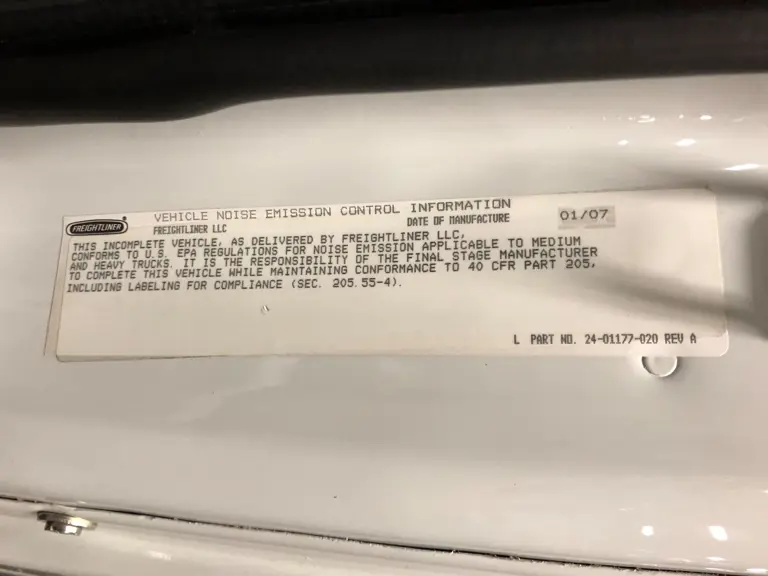 FREIGHTLINER
VEHICLE NOISE EMISSION CONTROL INFORMATION
FREIGHTLINER LLC DATE OF MANUFACTURE 01/07
THIS INCOMPLETE VEHICLE, AS DELIVERED BY FREIGHTLINER LLC,
CONFORMS TO U.S. EPA REGULATIONS FOR NOISE EMISSION APPLICABLE TO MEDIUM
AND HEAVY TRUCKS. IT IS THE RESPONSIBILITY OF THE FINAL STAGE MANUFACTURER
TO COMPLETE THIS VEHICLE WHILE MAINTAINING CONFORMANCE TO 40 CFR PART 205,
INCLUDING LABELING FOR COMPLIANCE (SEC. 205.55-4).
L PART NO. 24-01177-020 REV A